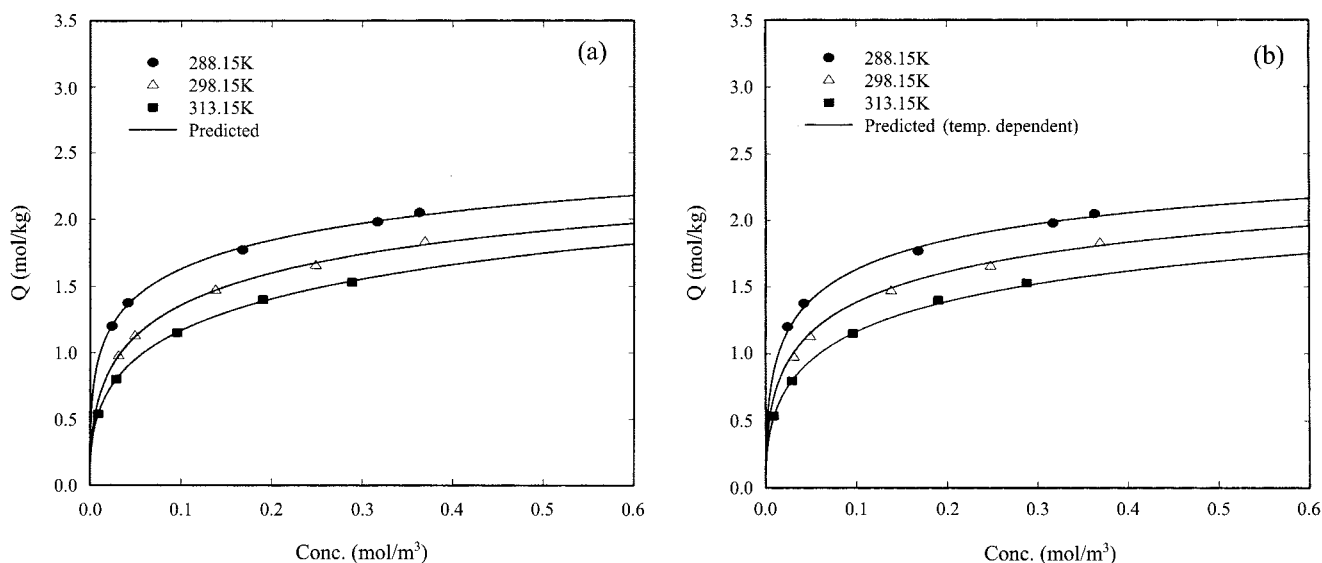 3.5
3.0
2.5
2.0
1.5
1.0
0.5
0.0
Q (mol/kg)
(a)
288.15K
298.15K
313.15K
Predicted
0.0 0.1 0.2 0.3 0.4 0.5 0.6
Conc. (mol/m³)
3.5
3.0
2.5
2.0
1.5
1.0
0.5
0.0
Q (mol/kg)
(b)
288.15K
298.15K
313.15K
Predicted (temp. dependent)
0.0 0.1 0.2 0.3 0.4 0.5 0.6
Conc. (mol/m³)